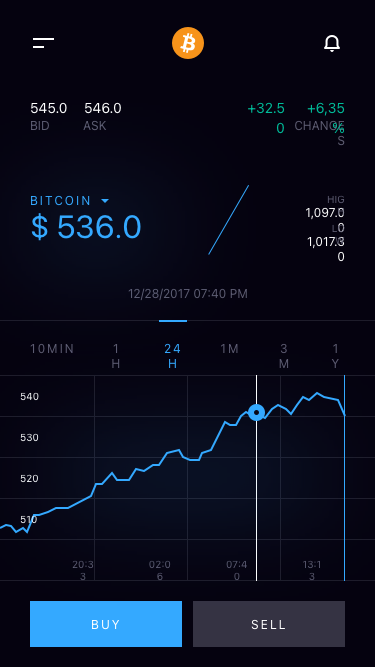 545.0 546.0 +32.50 +6,35%
BID ASK CHANGES
BITCOIN
$ 536.0
HIG
1,097.00
LO
1,017.30
12/28/2017 07:40 PM
10MIN 1H 24H 1M 3M 1Y
540
530
520
510
20:33 02:06 07:40 13:13
BUY SELL